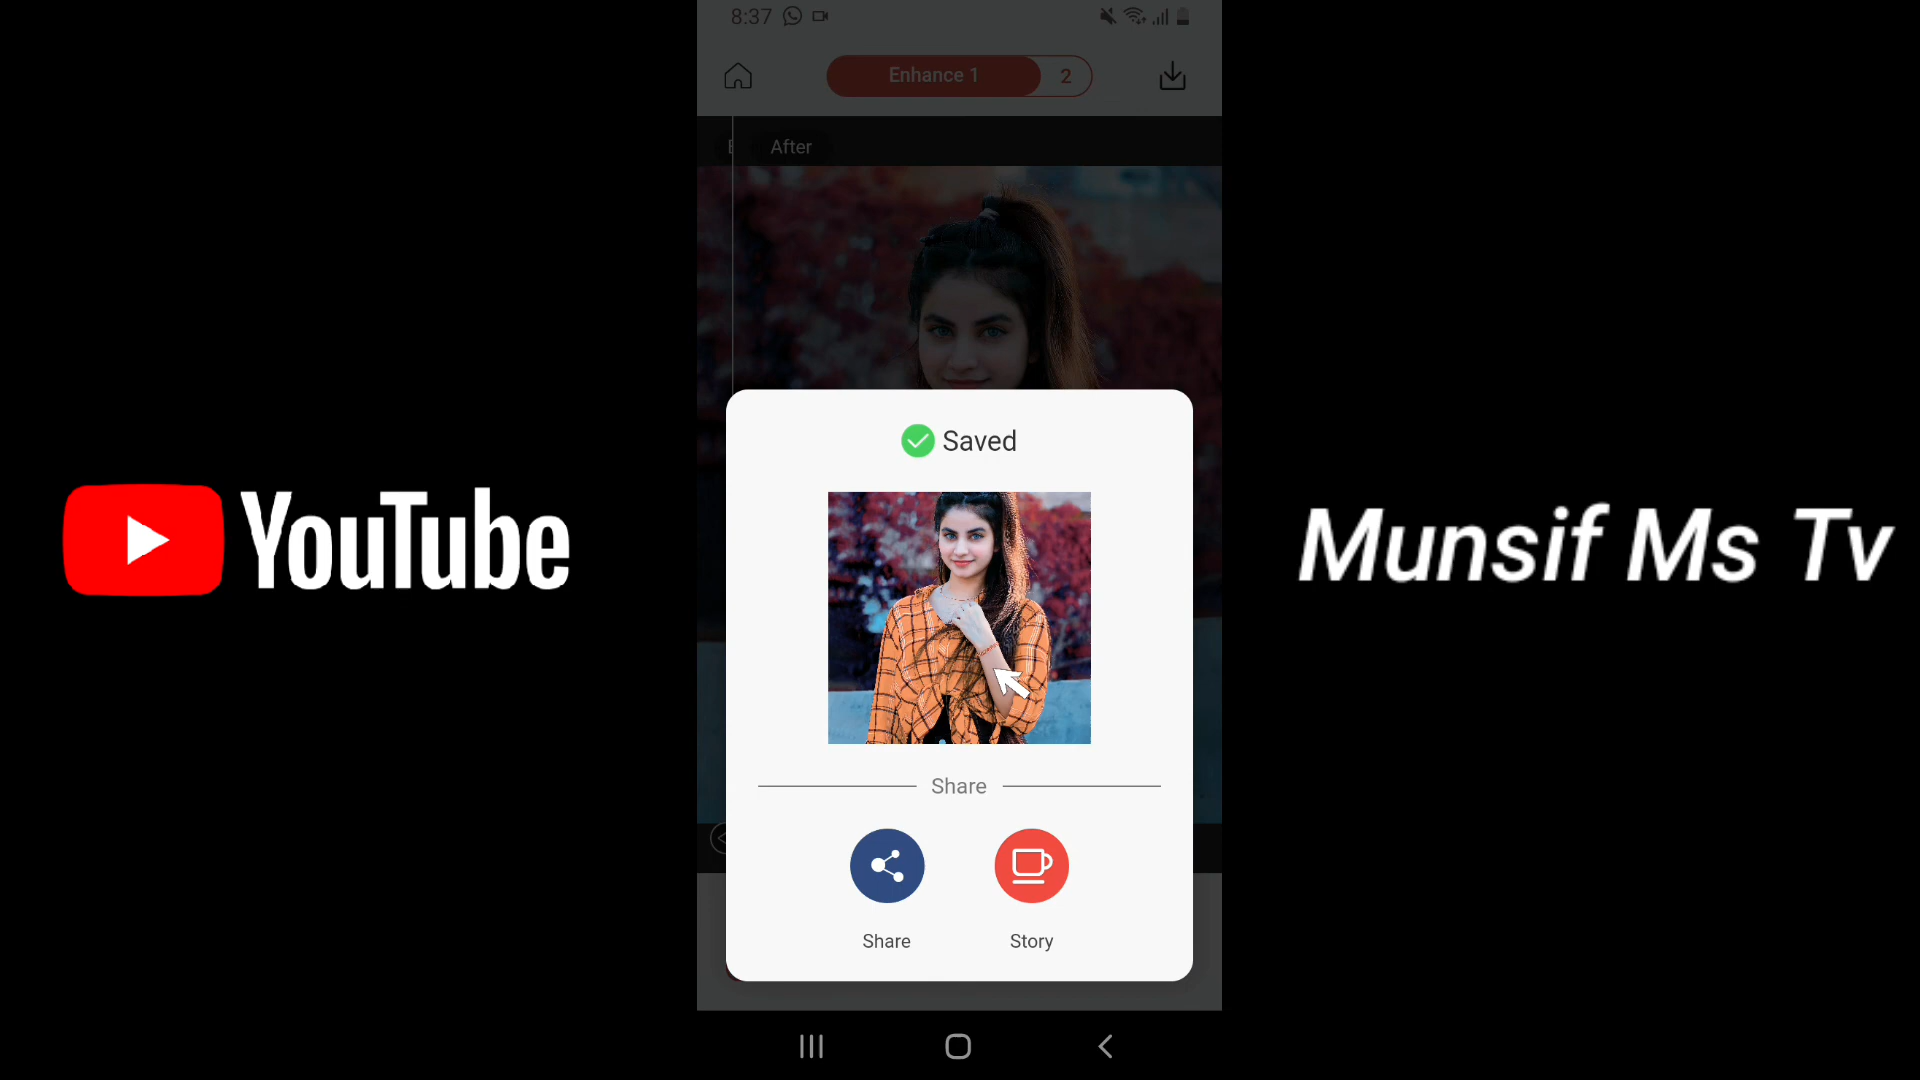 8:37
Enhance 1
2
After
Saved
YouTube
Munsif Ms Tv
Share
Share
Story